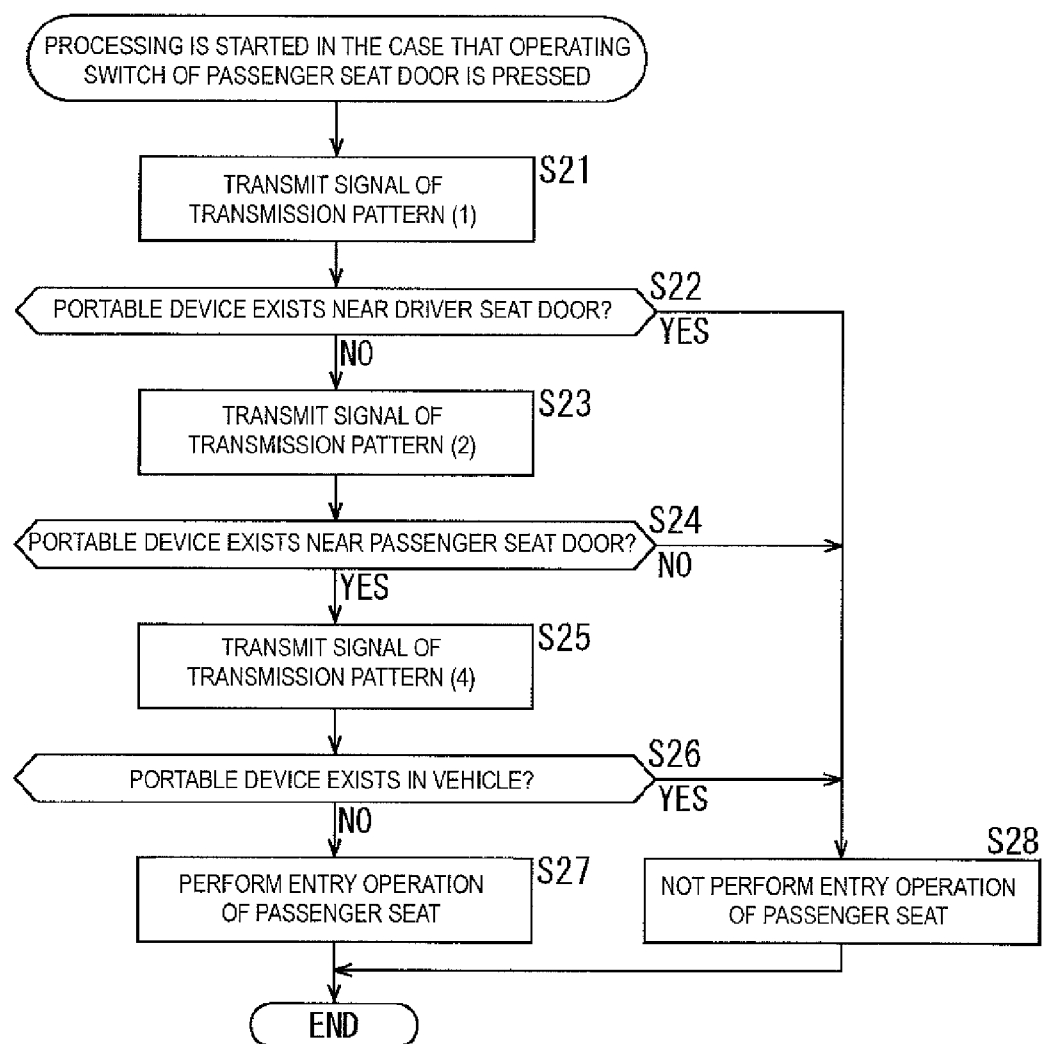 PROCESSING IS STARTED IN THE CASE THAT OPERATING
SWITCH OF PASSENGER SEAT DOOR IS PRESSED
S21
TRANSMIT SIGNAL OF
TRANSMISSION PATTERN (1)
S22
PORTABLE DEVICE EXISTS NEAR DRIVER SEAT DOOR?
YES
NO
S23
TRANSMIT SIGNAL OF
TRANSMISSION PATTERN (2)
S24
PORTABLE DEVICE EXISTS NEAR PASSENGER SEAT DOOR?
NO
YES
S25
TRANSMIT SIGNAL OF
TRANSMISSION PATTERN (4)
S26
PORTABLE DEVICE EXISTS IN VEHICLE?
YES
NO
S27
PERFORM ENTRY OPERATION
OF PASSENGER SEAT
S28
NOT PERFORM ENTRY OPERATION
OF PASSENGER SEAT
END